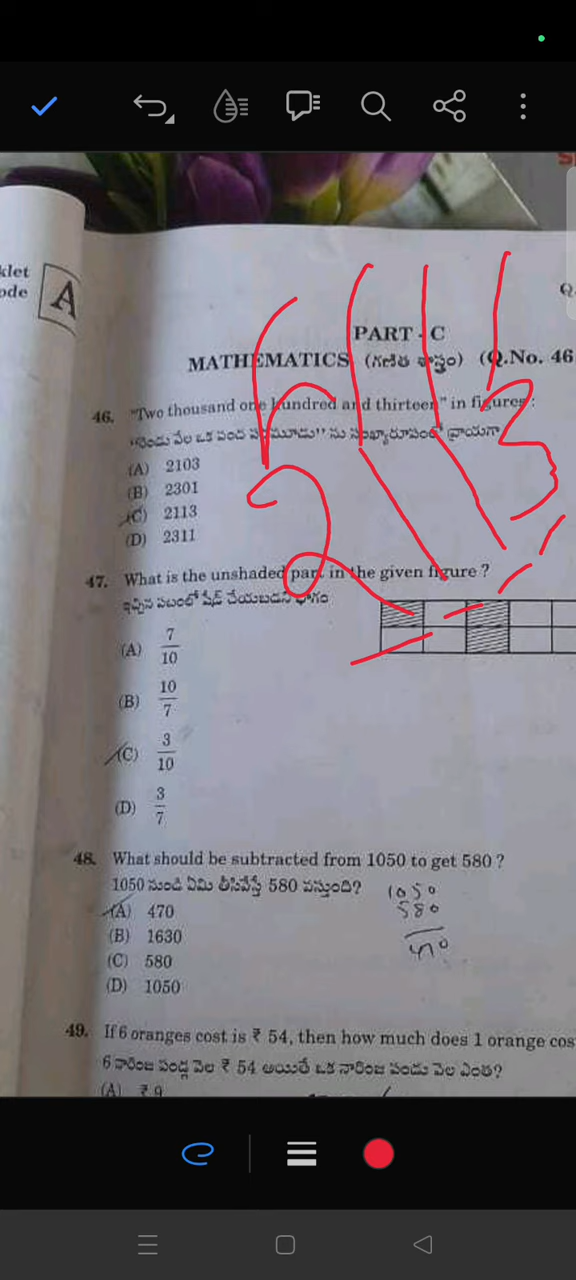 klet
ode
A
Q.
PART - C
MATHEMATICS (గణిత శాస్త్రం) (Q.No. 46
46. "Two thousand one hundred and thirteen" in figures :
"రెండు వేల ఒక వంద పదమూడు" ను సంఖ్యారూపంలో వ్రాయగా
(A) 2103
(B) 2301
(C) 2113
(D) 2311
2113
47. What is the unshaded part in the given figure ?
ఇచ్చిన పటంలో షేడ్ చేయబడని భాగం
(A) 7/10
(B) 10/7
(C) 3/10
(D) 3/7
48. What should be subtracted from 1050 to get 580 ?
1050 నుండి ఏమి తీసివేస్తే 580 వస్తుంది?
1050
580
470
(A) 470
(B) 1630
(C) 580
(D) 1050
49. If 6 oranges cost is ₹ 54, then how much does 1 orange cos
6 నారింజ పండ్ల వెల ₹ 54 అయితే ఒక నారింజ పండు వెల ఎంత?
(A) ₹ 9